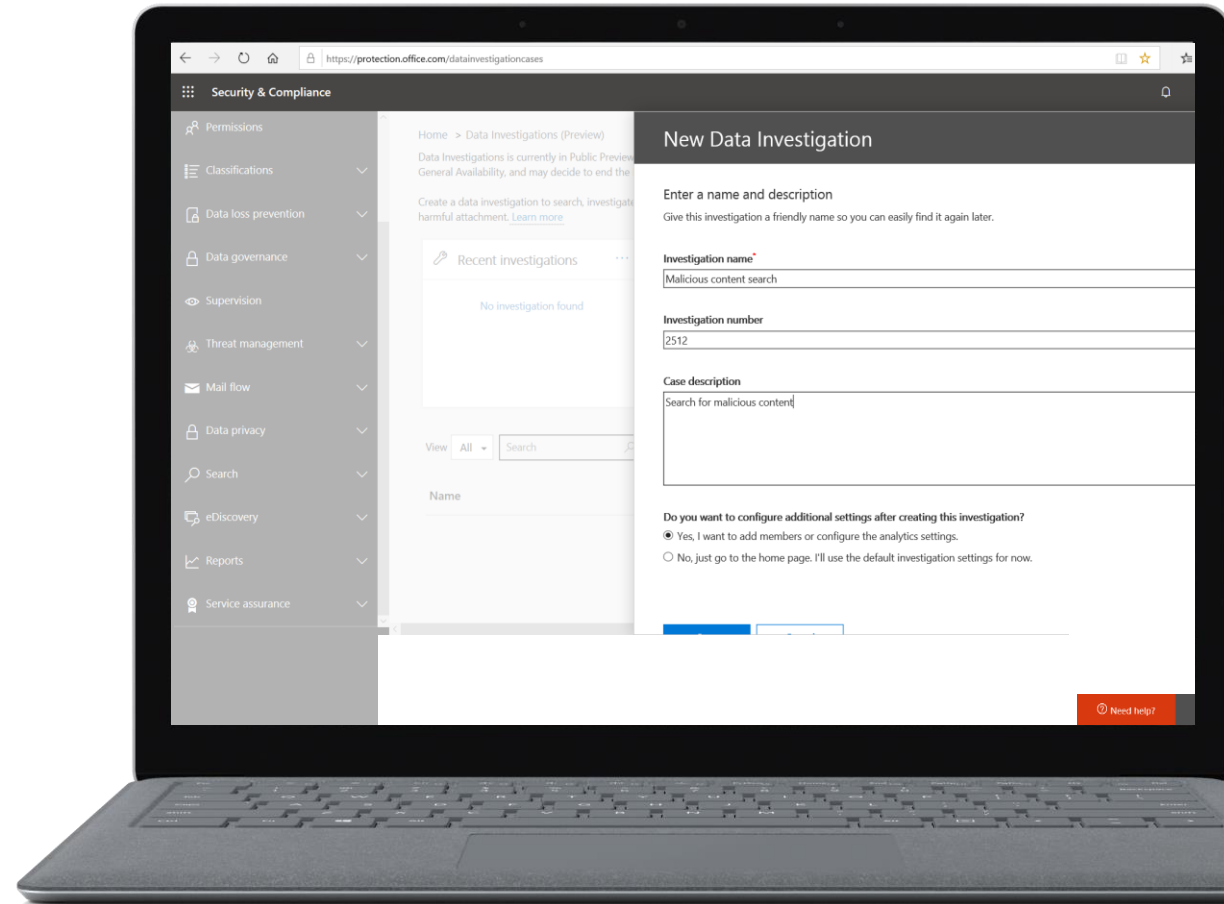 https://protection.office.com/datainvestigationcases
Security & Compliance
Permissions
Classifications
Data loss prevention
Data governance
Supervision
Threat management
Mail flow
Data privacy
Search
eDiscovery
Reports
Service assurance
Home > Data Investigations (Preview)
Data Investigations is currently in Public Preview
General Availability, and may decide to end the
Create a data investigation to search, investigate
harmful attachment. Learn more
Recent investigations ...
No investigation found
View All Search
Name
New Data Investigation
Enter a name and description
Give this investigation a friendly name so you can easily find it again later.
Investigation name*
Malicious content search
Investigation number
2512
Case description
Search for malicious content
Do you want to configure additional settings after creating this investigation?
Yes, I want to add members or configure the analytics settings.
No, just go to the home page. I'll use the default investigation settings for now.
Need help?